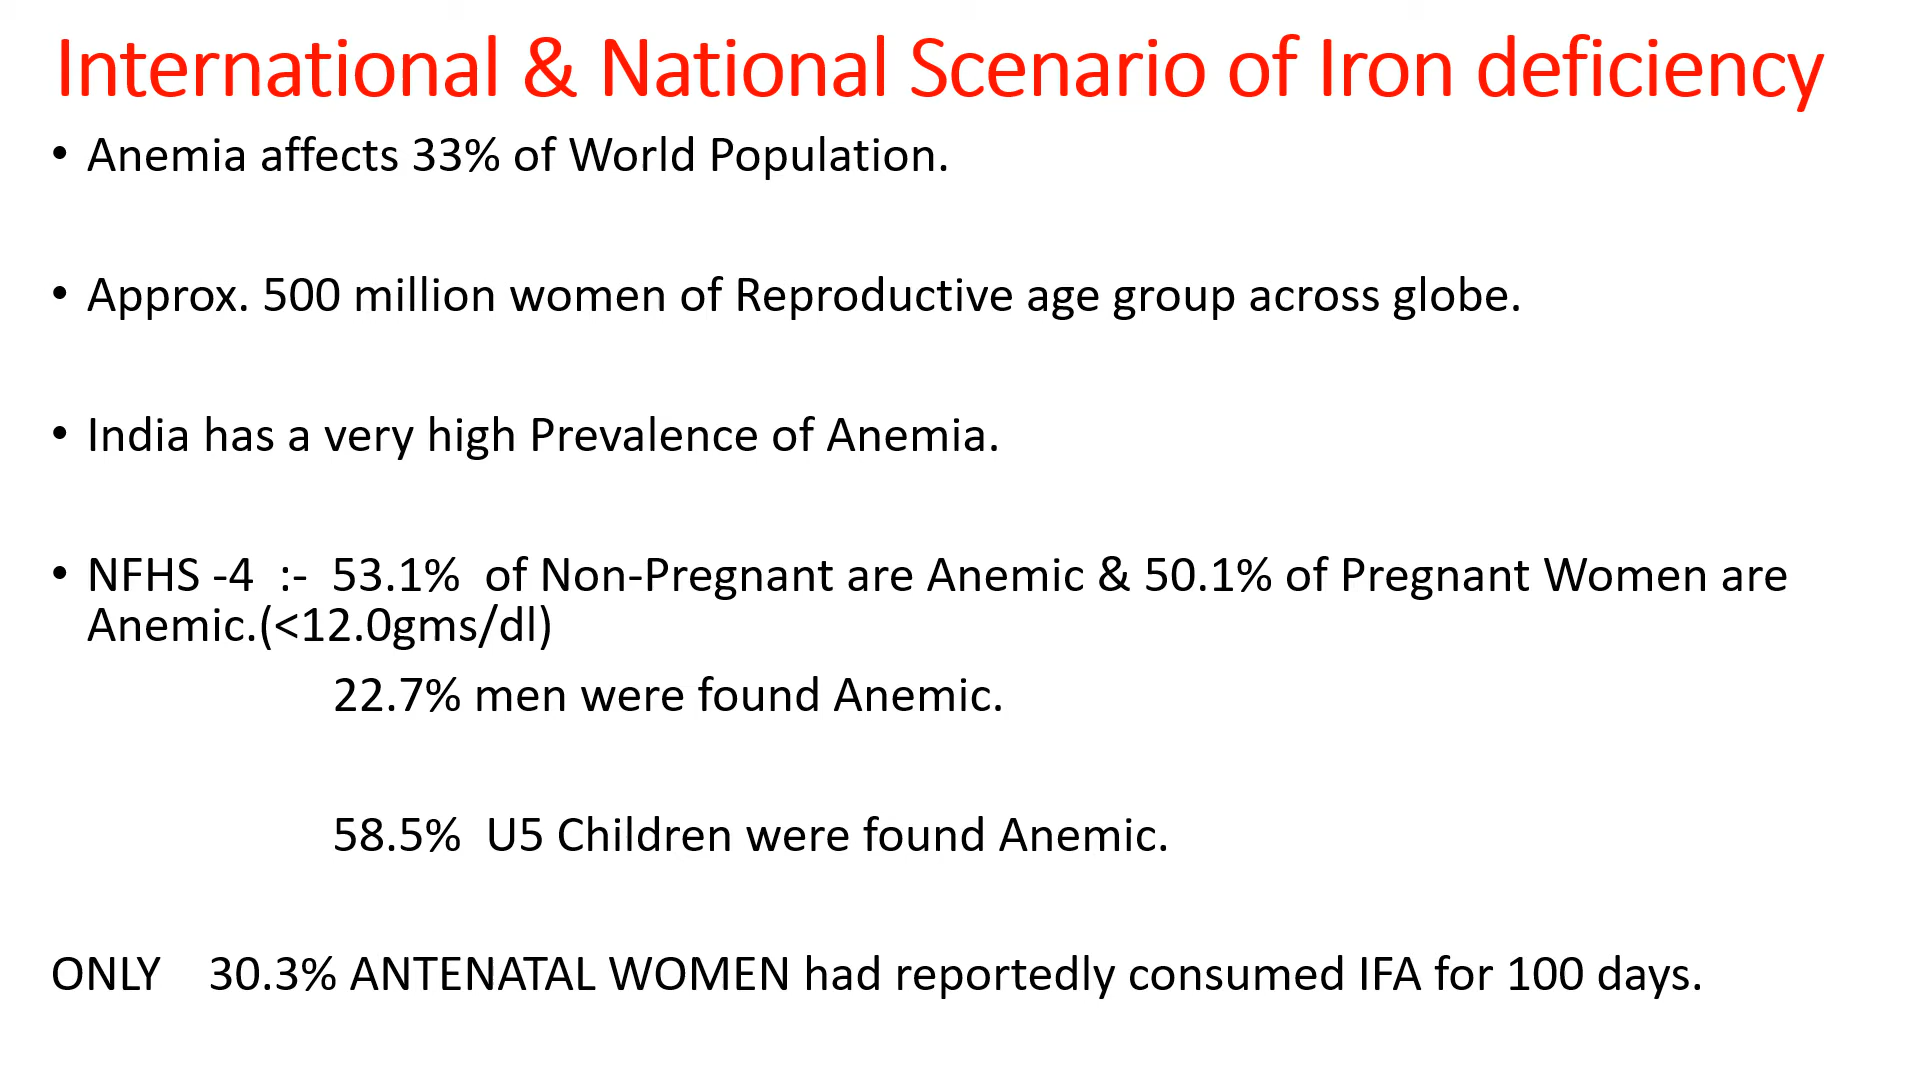 International & National Scenario of Iron deficiency
• Anemia affects 33% of World Population.
• Approx. 500 million women of Reproductive age group across globe.
• India has a very high Prevalence of Anemia.
• NFHS -4  :-  53.1%  of Non-Pregnant are Anemic & 50.1% of Pregnant Women are
Anemic.(<12.0gms/dl)
22.7% men were found Anemic.
58.5%  U5 Children were found Anemic.
ONLY    30.3% ANTENATAL WOMEN had reportedly consumed IFA for 100 days.